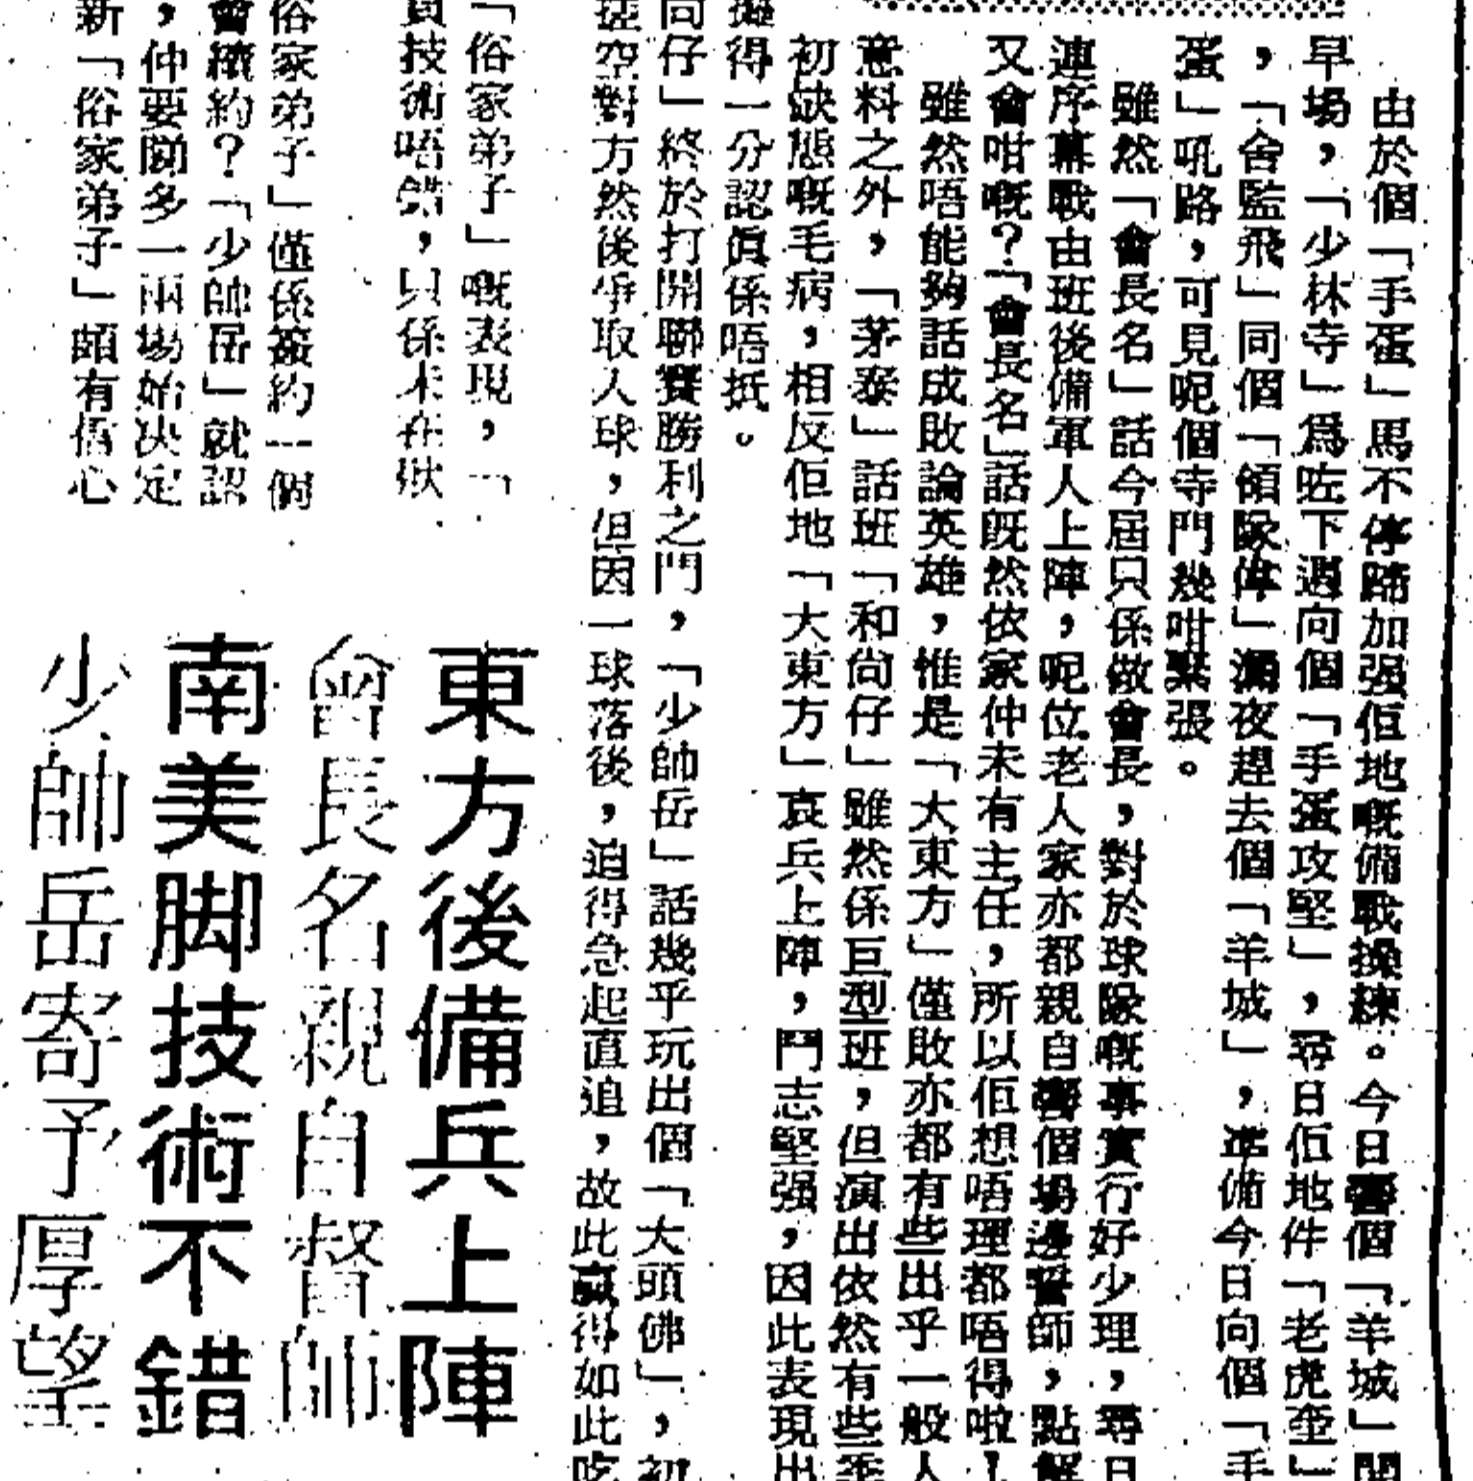 由於個「手蛋」馬不停蹄加强佢地嘅備戰操練。今日響個「羊城」開
早場，「少林寺」爲咗下週向個「手蛋攻堅」，尋日佢地件「老虎
，「舍監飛」同個「領隊偉」漏夜趕去個「羊城」，準備今日向個「手
蛋」吼路，可見呢個寺門幾咁緊張。
雖然「會長名」話今屆只係做會長，對於球隊嘅事實行好少理，尋日
連序幕戰由班後備軍人上陣，呢位老人家亦都親自響個場邊督師，點解
又會咁嘅？「會長名」話旣然依家仲未有主任，所以佢想唔理都唔得啦！
雖然唔能夠話成敗論英雄，惟是「大東方」僅敗亦都有些出乎一般人
意料之外，「茅泰」話班「和尙仔」雖然係巨型班，但演出依然有些
初缺態嘅毛病，相反佢地「大東方」哀兵上陣，鬥志堅强，因此表現出
得一分認眞係唔抵。
尙仔」終於打開聯賽勝利之門，「少帥岳」話幾乎玩出個「大頭佛」，初
空對方然後爭取入球，但因一球落後，迫得急起直追，故此贏得如此吃
「俗家弟子」嘅表現，「
員技術唔錯，只係未在狀
東方後備兵上陣
會長名親自督師
南美脚技術不錯
少帥岳寄予厚望
俗家弟子」僅係簽約一個
會續約？「少帥岳」就認
，仲要睇多一兩場始决定
新「俗家弟子」頗有信心